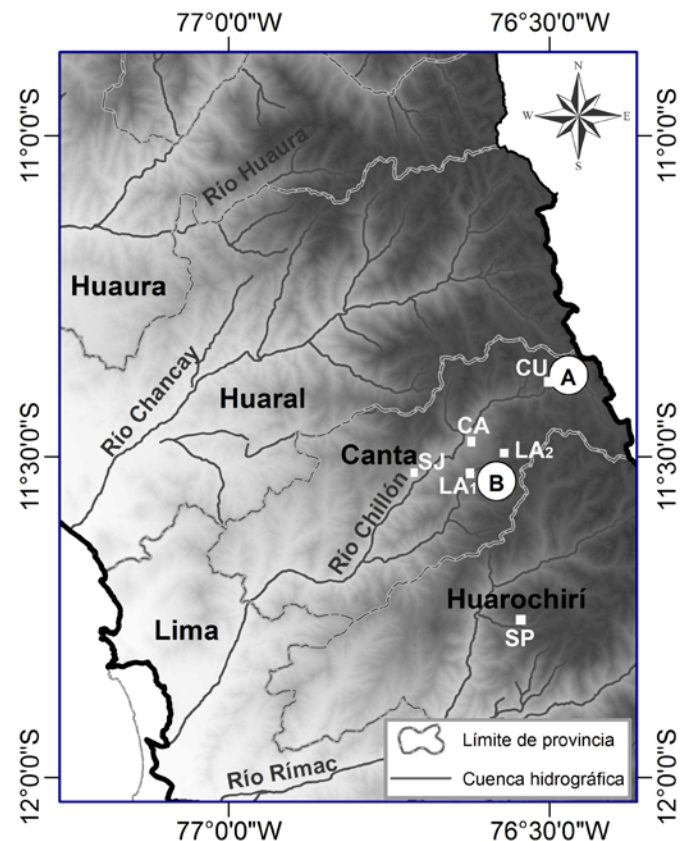 77°0'0"W
76°30'0"W
11°0'0"S
11°0'0"S
N
W
E
S
Río Huaura
Huaura
Río Chancay
Huaral
CU
A
CA
Canta
SJ
LA2
LA1
B
Río Chillón
11°30'0"S
11°30'0"S
Huarochirí
SP
Lima
Límite de provincia
Cuenca hidrográfica
Río Rímac
12°0'0"S
12°0'0"S
77°0'0"W
76°30'0"W